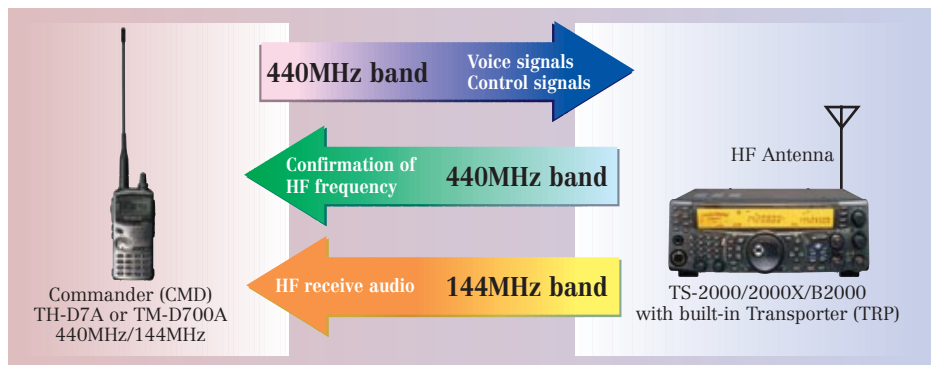 440MHz band
Voice signals
Control signals
Confirmation of
HF frequency
440MHz band
HF receive audio
144MHz band
HF Antenna
Commander (CMD)
TH-D7A or TM-D700A
440MHz/144MHz
TS-2000/2000X/B2000
with built-in Transporter (TRP)